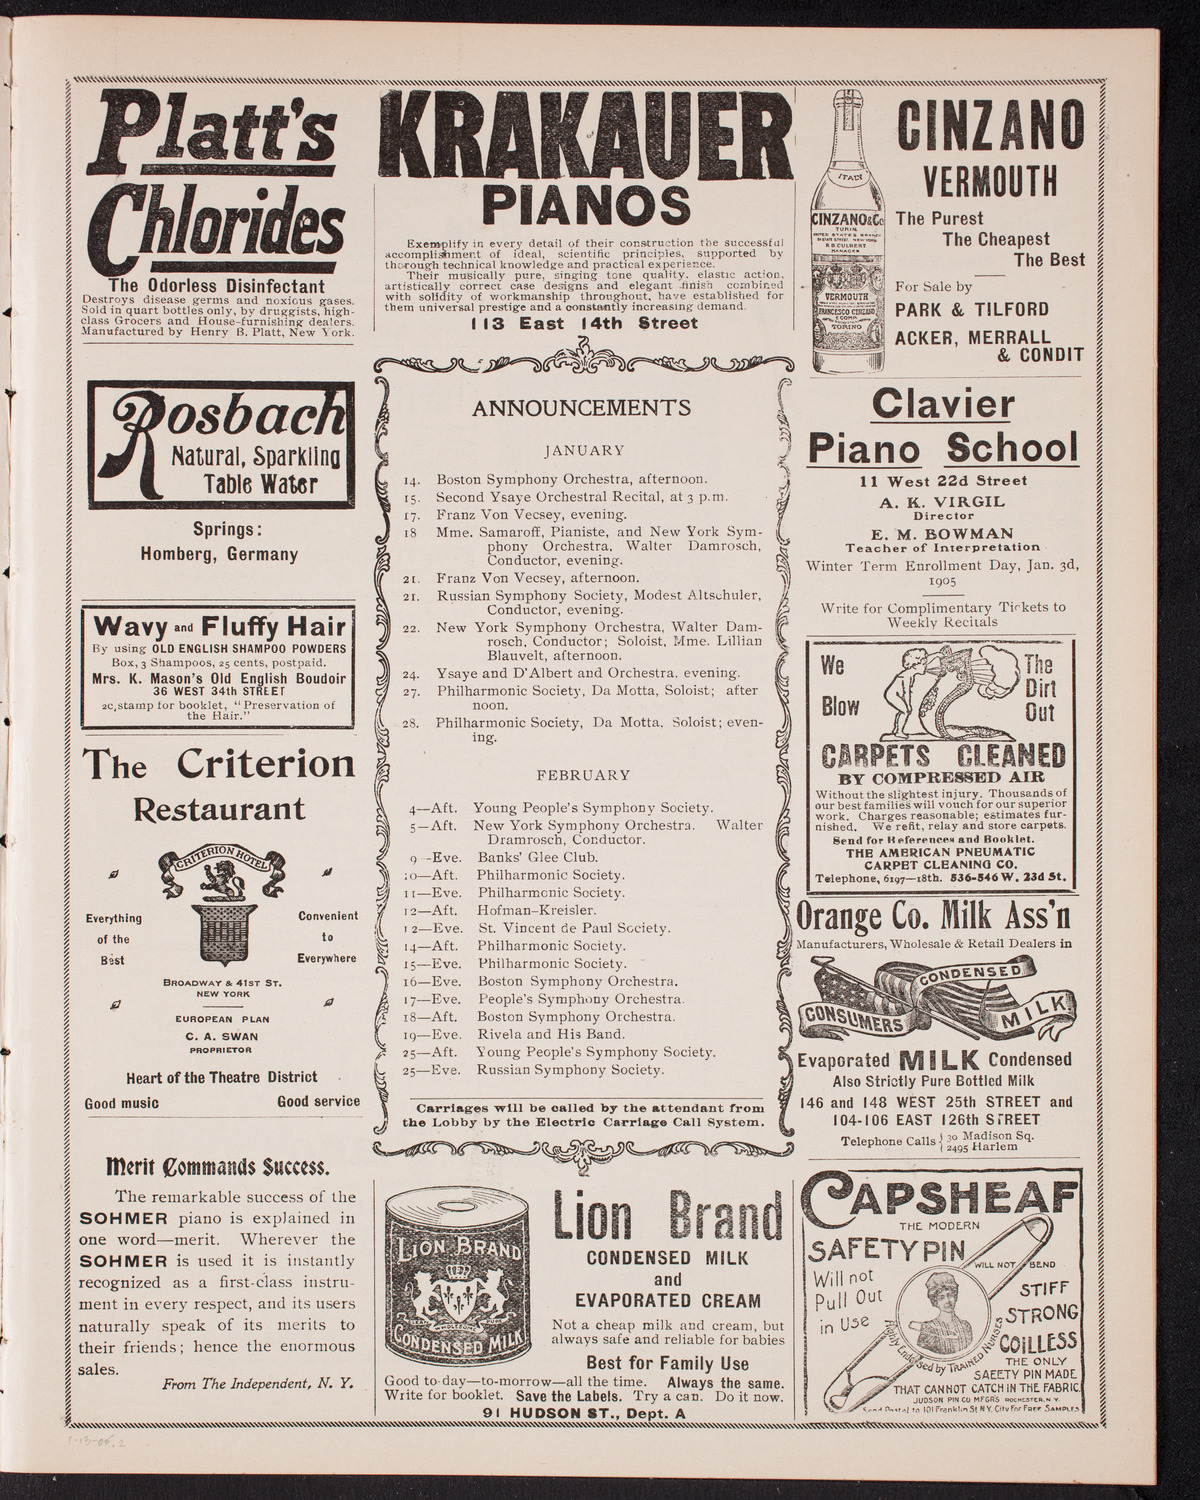 Platt's
Chlorides
The Odorless Disinfectant
Destroys disease germs and noxious gases.
Sold in quart bottles only, by druggists, high-
class Grocers and House-furnishing dealers.
Manufactured by Henry B. Platt, New York.
Rosbach
Natural, Sparkling
Table Water
Springs:
Homberg, Germany
Wavy and Fluffy Hair
By using OLD ENGLISH SHAMPOO POWDERS
Box, 3 Shampoos, 25 cents, postpaid.
Mrs. K. Mason's Old English Boudoir
36 WEST 34th STREET
2c. stamp for booklet, "Preservation of
the Hair."
The Criterion
Restaurant
CRITERION HOTEL
Everything
of the
Best
Convenient
to
Everywhere
BROADWAY & 41ST ST.
NEW YORK
EUROPEAN PLAN
C. A. SWAN
PROPRIETOR
Heart of the Theatre District
Good music Good service
Merit Commands Success.
The remarkable success of the
SOHMER piano is explained in
one word—merit. Wherever the
SOHMER is used it is instantly
recognized as a first-class instru-
ment in every respect, and its users
naturally speak of its merits to
their friends; hence the enormous
sales.
From The Independent, N. Y.
KRAKAUER
PIANOS
Exemplify in every detail of their construction the successful
accomplishment of ideal, scientific principles, supported by
thorough technical knowledge and practical experience.
Their musically pure, singing tone quality, elastic action,
artistically correct case designs and elegant finish combined
with solidity of workmanship throughout, have established for
them universal prestige and a constantly increasing demand.
113 East 14th Street
ANNOUNCEMENTS
JANUARY
14. Boston Symphony Orchestra, afternoon.
15. Second Ysaye Orchestral Recital, at 3 p.m.
17. Franz Von Vecsey, evening.
18 Mme. Samaroff, Pianiste, and New York Sym-
phony Orchestra, Walter Damrosch,
Conductor, evening.
21. Franz Von Vecsey, afternoon.
21. Russian Symphony Society, Modest Altschuler,
Conductor, evening.
22. New York Symphony Orchestra, Walter Dam-
rosch, Conductor; Soloist, Mme. Lillian
Blauvelt, afternoon.
24. Ysaye and D'Albert and Orchestra, evening.
27. Philharmonic Society, Da Motta, Soloist; after
noon.
28. Philharmonic Society, Da Motta, Soloist; even-
ing.
FEBRUARY
4—Aft. Young People's Symphony Society.
5—Aft. New York Symphony Orchestra. Walter
Dramrosch, Conductor.
9—Eve. Banks' Glee Club.
10—Aft. Philharmonic Society.
11—Eve. Philharmonic Society.
12—Aft. Hofman-Kreisler.
12—Eve. St. Vincent de Paul Society.
14—Aft. Philharmonic Society.
15—Eve. Philharmonic Society.
16—Eve. Boston Symphony Orchestra.
17—Eve. People's Symphony Orchestra.
18—Aft. Boston Symphony Orchestra.
19—Eve. Rivela and His Band.
25—Aft. Young People's Symphony Society.
25—Eve. Russian Symphony Society.
Carriages will be called by the attendant from
the Lobby by the Electric Carriage Call System.
LION BRAND
CONDENSED MILK
Lion Brand
CONDENSED MILK
and
EVAPORATED CREAM
Not a cheap milk and cream, but
always safe and reliable for babies
Best for Family Use
Good to-day—to-morrow—all the time. Always the same.
Write for booklet. Save the Labels. Try a can. Do it now.
91 HUDSON ST., Dept. A
ITALY
CINZANO & Co
TURIN
R B CULBERT
MANAGER
VERMOUTH
FRANCESCO CINZANO
TORINO
CINZANO
VERMOUTH
The Purest
The Cheapest
The Best
For Sale by
PARK & TILFORD
ACKER, MERRALL
& CONDIT
Clavier
Piano School
11 West 22d Street
A. K. VIRGIL
Director
E. M. BOWMAN
Teacher of Interpretation
Winter Term Enrollment Day, Jan. 3d,
1905
Write for Complimentary Tickets to
Weekly Recitals
We
Blow
The
Dirt
Out
CARPETS CLEANED
BY COMPRESSED AIR
Without the slightest injury. Thousands of
our best families will vouch for our superior
work. Charges reasonable; estimates fur-
nished. We refit, relay and store carpets.
Send for References and Booklet.
THE AMERICAN PNEUMATIC
CARPET CLEANING CO.
Telephone, 6197—18th. 536-546 W. 23d St.
Orange Co. Milk Ass'n
Manufacturers, Wholesale & Retail Dealers in
CONSUMERS
CONDENSED
MILK
Evaporated MILK Condensed
Also Strictly Pure Bottled Milk
146 and 148 WEST 25th STREET and
104-106 EAST 126th STREET
Telephone Calls { 30 Madison Sq.
2495 Harlem
CAPSHEAF
THE MODERN
SAFETY PIN
WILL NOT BEND
Will not
Pull Out
in Use
STIFF
STRONG
COILLESS
Highly Endorsed by TRAINED NURSES
THE ONLY
SAFETY PIN MADE
THAT CANNOT CATCH IN THE FABRIC.
JUDSON PIN CO MFGRS ROCHESTER, N.Y.
Send Postal to 101 Franklin St N.Y. City For Free SAMPLES
1-13-05.2